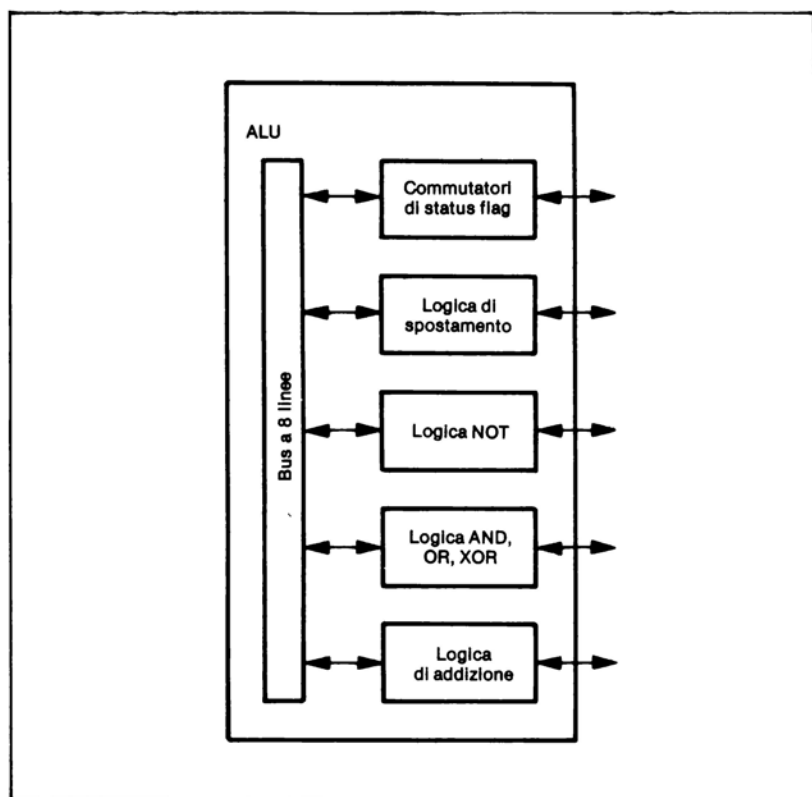 ALU
Bus a 8 linee
Commutatori
di status flag
Logica di
spostamento
Logica NOT
Logica AND,
OR, XOR
Logica
di addizione